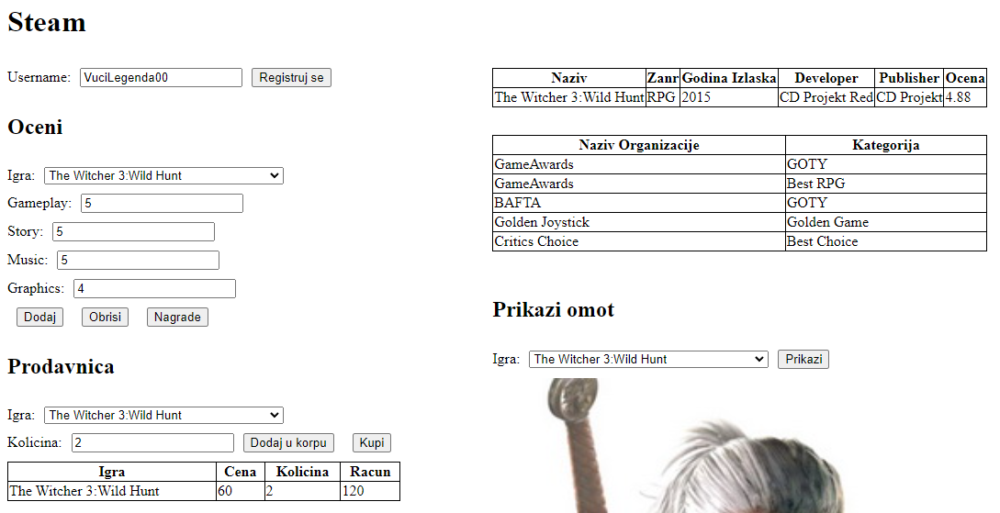 Steam
Username: VuciLegenda00 Registruj se
Oceni
Igra: The Witcher 3:Wild Hunt
Gameplay: 5
Story: 5
Music: 5
Graphics: 4
Dodaj Obrisi Nagrade
Prodavnica
Igra: The Witcher 3:Wild Hunt
Kolicina: 2 Dodaj u korpu Kupi
Igra Cena Kolicina Racun
The Witcher 3:Wild Hunt 60 2 120
Naziv Zanr Godina Izlaska Developer Publisher Ocena
The Witcher 3:Wild Hunt RPG 2015 CD Projekt Red CD Projekt 4.88
Naziv Organizacije Kategorija
GameAwards GOTY
GameAwards Best RPG
BAFTA GOTY
Golden Joystick Golden Game
Critics Choice Best Choice
Prikazi omot
Igra: The Witcher 3:Wild Hunt Prikazi